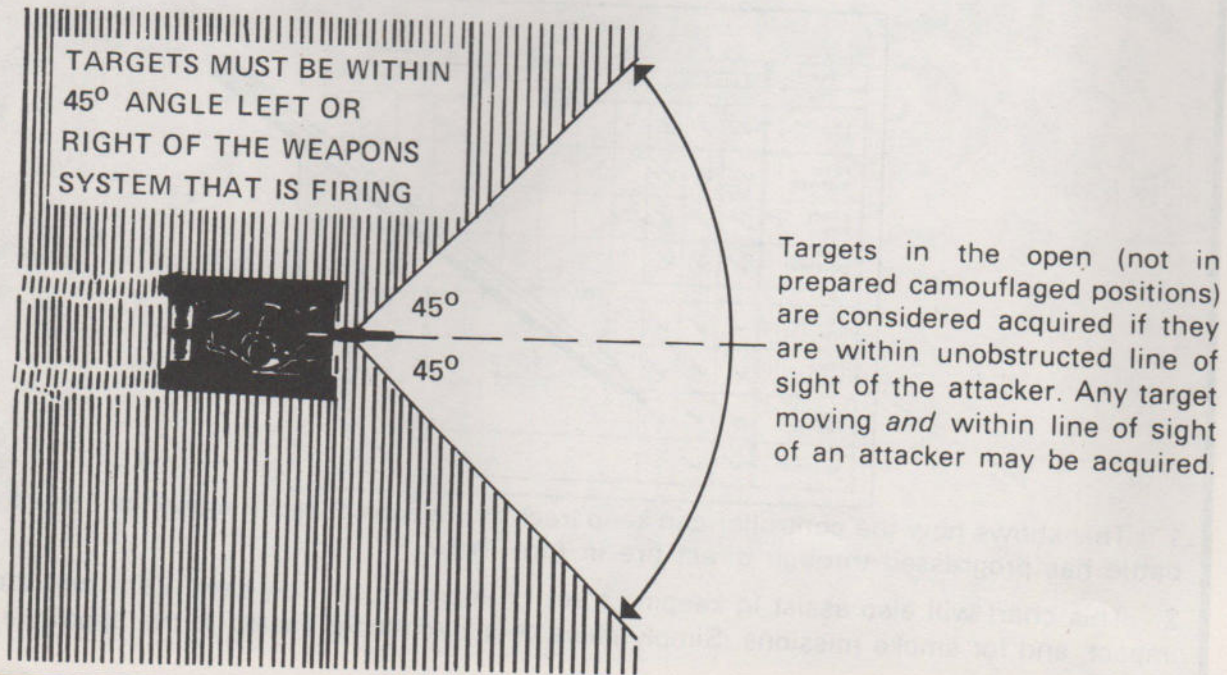 TARGETS MUST BE WITHIN
45° ANGLE LEFT OR
RIGHT OF THE WEAPONS
SYSTEM THAT IS FIRING
45°
45°
Targets in the open (not in
prepared camouflaged positions)
are considered acquired if they
are within unobstructed line of
sight of the attacker. Any target
moving and within line of sight
of an attacker may be acquired.